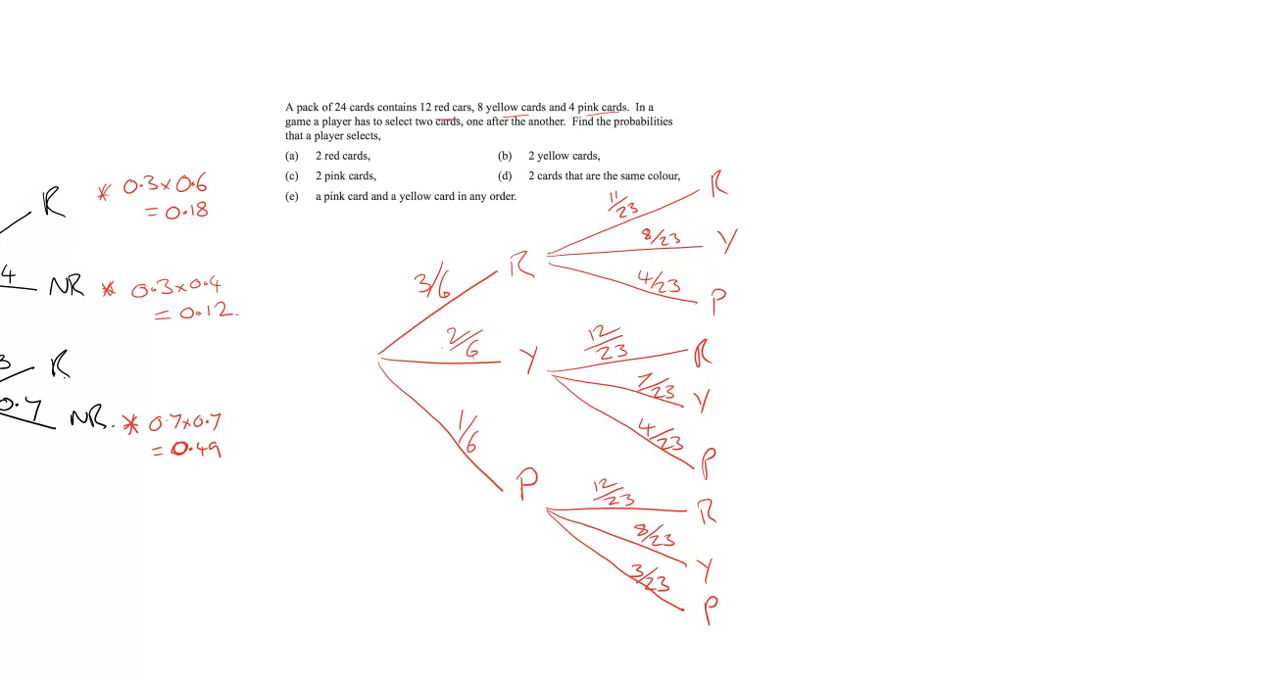 A pack of 24 cards contains 12 red cars, 8 yellow cards and 4 pink cards. In a
game a player has to select two cards, one after the another. Find the probabilities
that a player selects,
(a) 2 red cards, (b) 2 yellow cards,
(c) 2 pink cards, (d) 2 cards that are the same colour,
(e) a pink card and a yellow card in any order.
R * 0.3×0.6
= 0.18
4 NR * 0.3×0.4
= 0.12.
3 R
0.7 NR. * 0.7×0.7
= 0.49
3/6 R
11/23 R
8/23 Y
4/23 P
2/6 Y
12/23 R
7/23 Y
4/23 P
1/6 P
12/23 R
8/23 Y
3/23 P